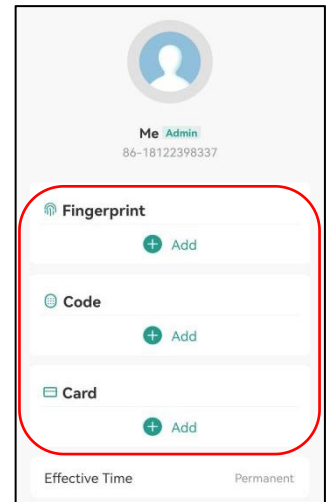 Me Admin
86-18122398337
Fingerprint
Add
Code
Add
Card
Add
Effective Time Permanent